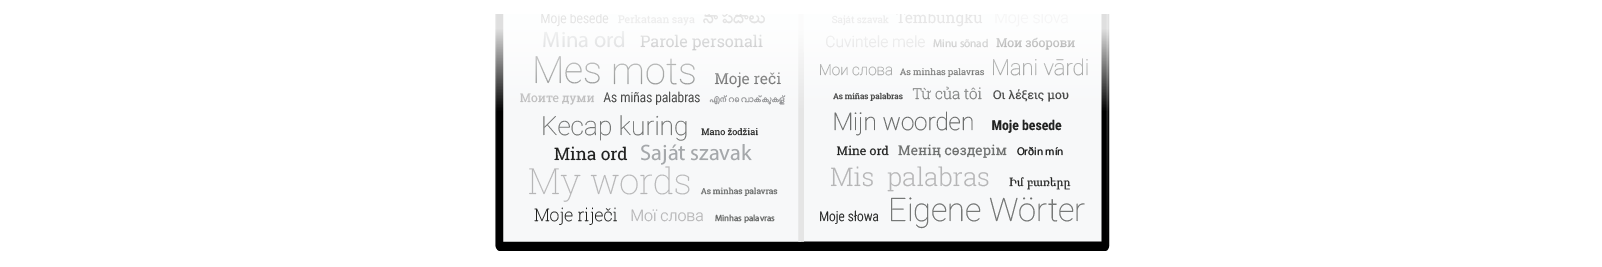 Moje besede Perkataan saya నా పదాలు
Mina ord Parole personali
Mes mots Moje reči
Моите думи As miñas palabras
Kecap kuring Mano žodžiai
Mina ord Saját szavak
My words As minhas palavras
Moje riječi Мої слова Minhas palavras
Saját szavak Tembungku Moje slová
Cuvintele mele Minu sõnad Мои зборови
Мои слова As minhas palavras Mani vārdi
As miñas palabras Từ của tôi Οι λέξεις μου
Mijn woorden Moje besede
Mine ord Менің сөздерім Orðin mín
Mis palabras Իմ բառերը
Moje słowa Eigene Wörter